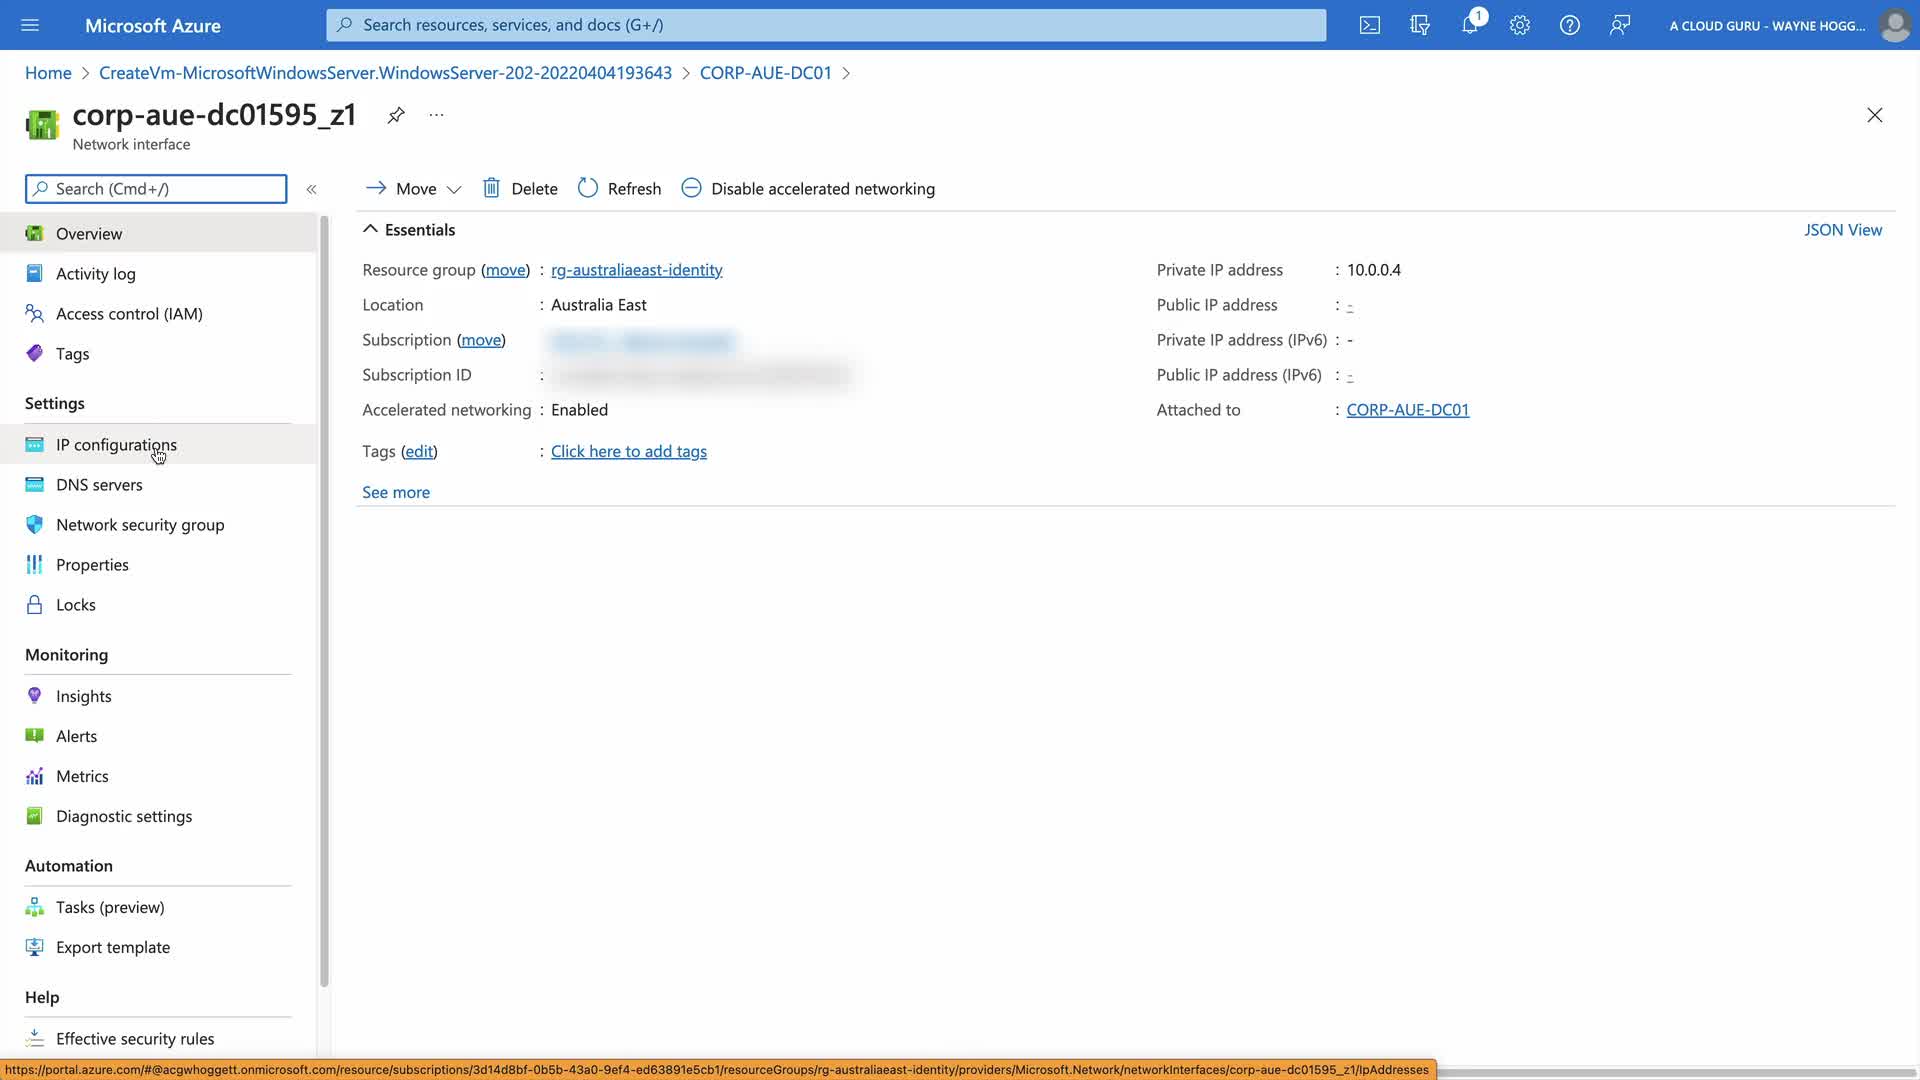 Microsoft Azure
Search resources, services, and docs (G+/)
1
A CLOUD GURU - WAYNE HOGG...
Home > CreateVm-MicrosoftWindowsServer.WindowsServer-202-20220404193643 > CORP-AUE-DC01 >
corp-aue-dc01595_z1
...
Network interface
Search (Cmd+/)
«
Move
Delete
Refresh
Disable accelerated networking
Overview
Activity log
Access control (IAM)
Tags
Settings
IP configurations
DNS servers
Network security group
Properties
Locks
Monitoring
Insights
Alerts
Metrics
Diagnostic settings
Automation
Tasks (preview)
Export template
Help
Effective security rules
Essentials
JSON View
Resource group (move) : rg-australiaeast-identity
Location : Australia East
Subscription (move)
Subscription ID :
Accelerated networking : Enabled
Tags (edit) : Click here to add tags
See more
Private IP address : 10.0.0.4
Public IP address : -
Private IP address (IPv6) : -
Public IP address (IPv6) : -
Attached to : CORP-AUE-DC01
https://portal.azure.com/#@acgwhoggett.onmicrosoft.com/resource/subscriptions/3d14d8bf-0b5b-43a0-9ef4-ed63891e5cb1/resourceGroups/rg-australiaeast-identity/providers/Microsoft.Network/networkInterfaces/corp-aue-dc01595_z1/IpAddresses